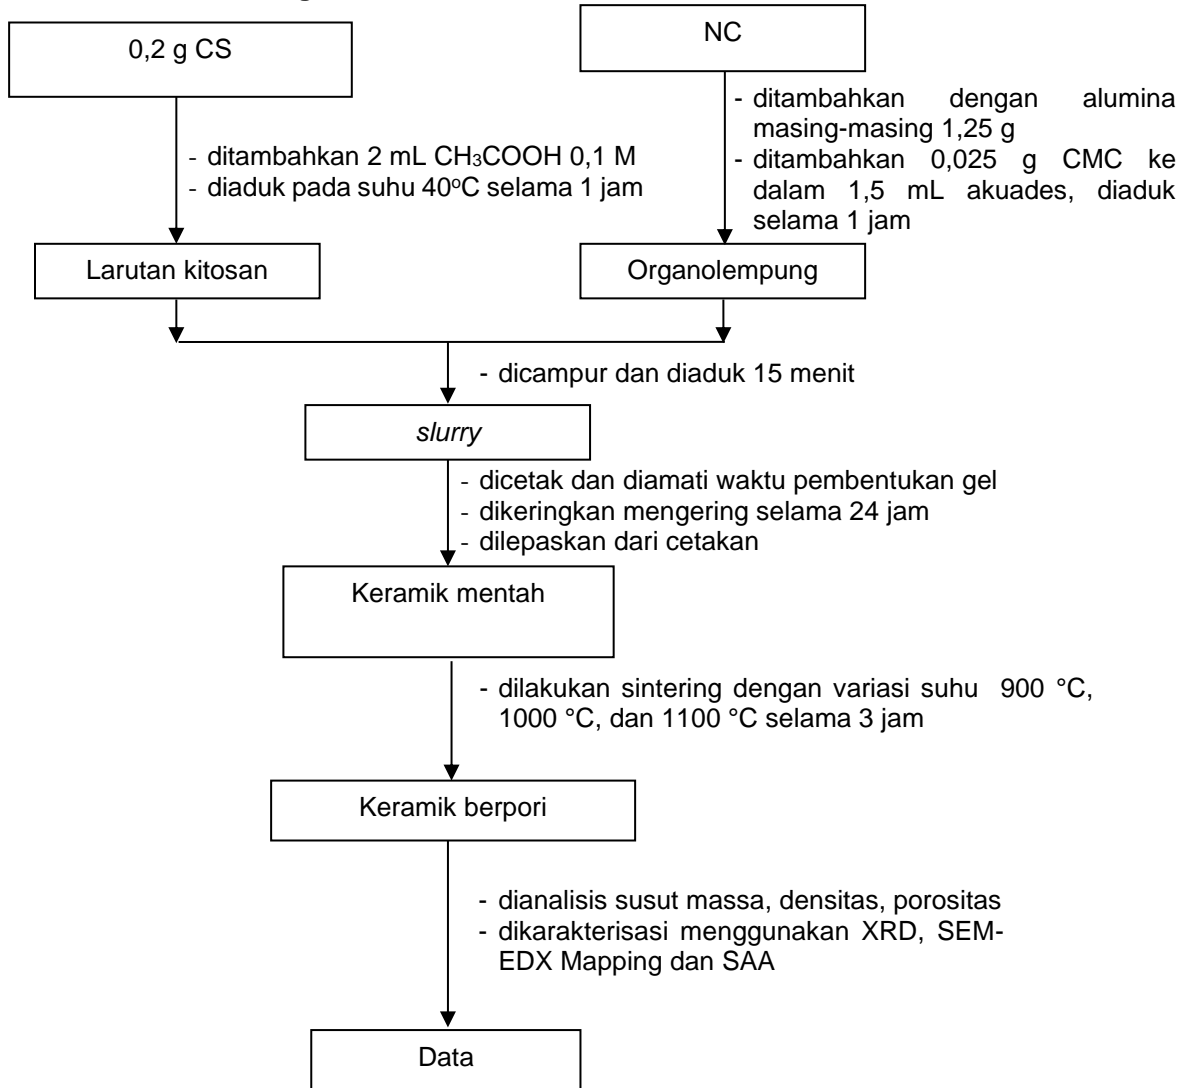 0,2 g CS
NC
- ditambahkan 2 mL CH₃COOH 0,1 M
- diaduk pada suhu 40°C selama 1 jam
- ditambahkan dengan alumina
masing-masing 1,25 g
- ditambahkan 0,025 g CMC ke
dalam 1,5 mL akuades, diaduk
selama 1 jam
Larutan kitosan
Organolempung
- dicampur dan diaduk 15 menit
slurry
- dicetak dan diamati waktu pembentukan gel
- dikeringkan mengering selama 24 jam
- dilepaskan dari cetakan
Keramik mentah
- dilakukan sintering dengan variasi suhu 900 °C,
1000 °C, dan 1100 °C selama 3 jam
Keramik berpori
- dianalisis susut massa, densitas, porositas
- dikarakterisasi menggunakan XRD, SEM-
EDX Mapping dan SAA
Data